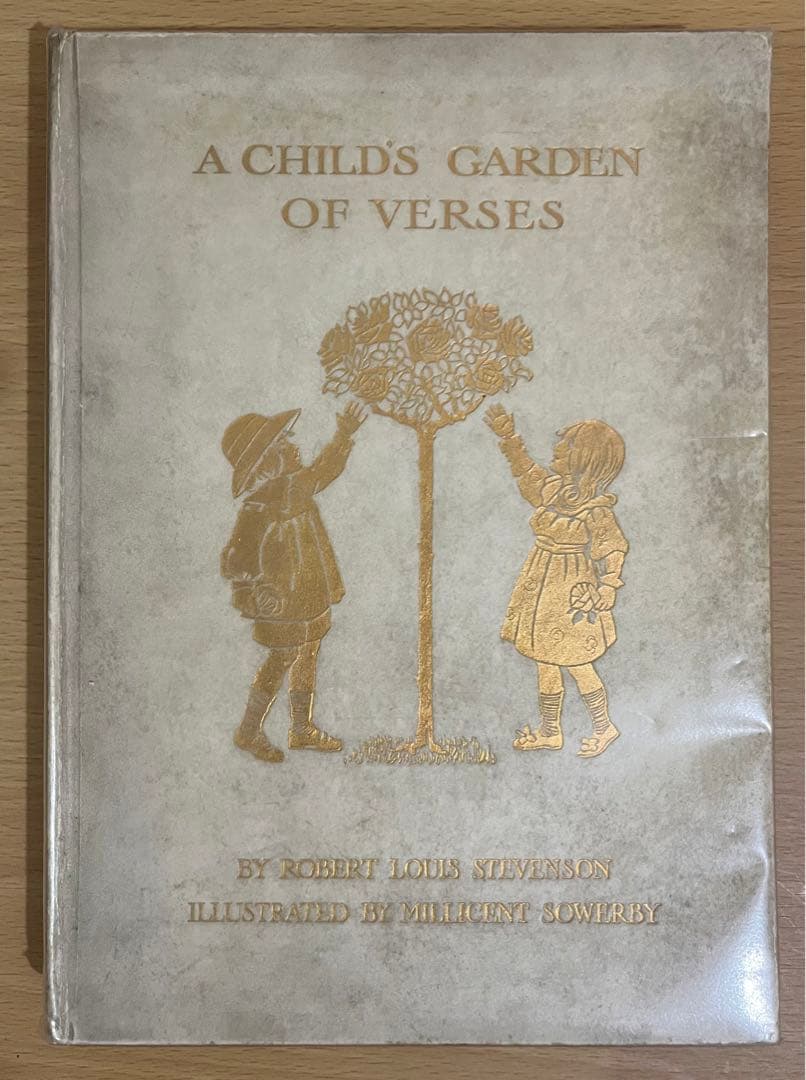 A CHILD'S GARDEN
OF VERSES
BY ROBERT LOUIS STEVENSON
ILLUSTRATED BY MILLICENT SOWERBY